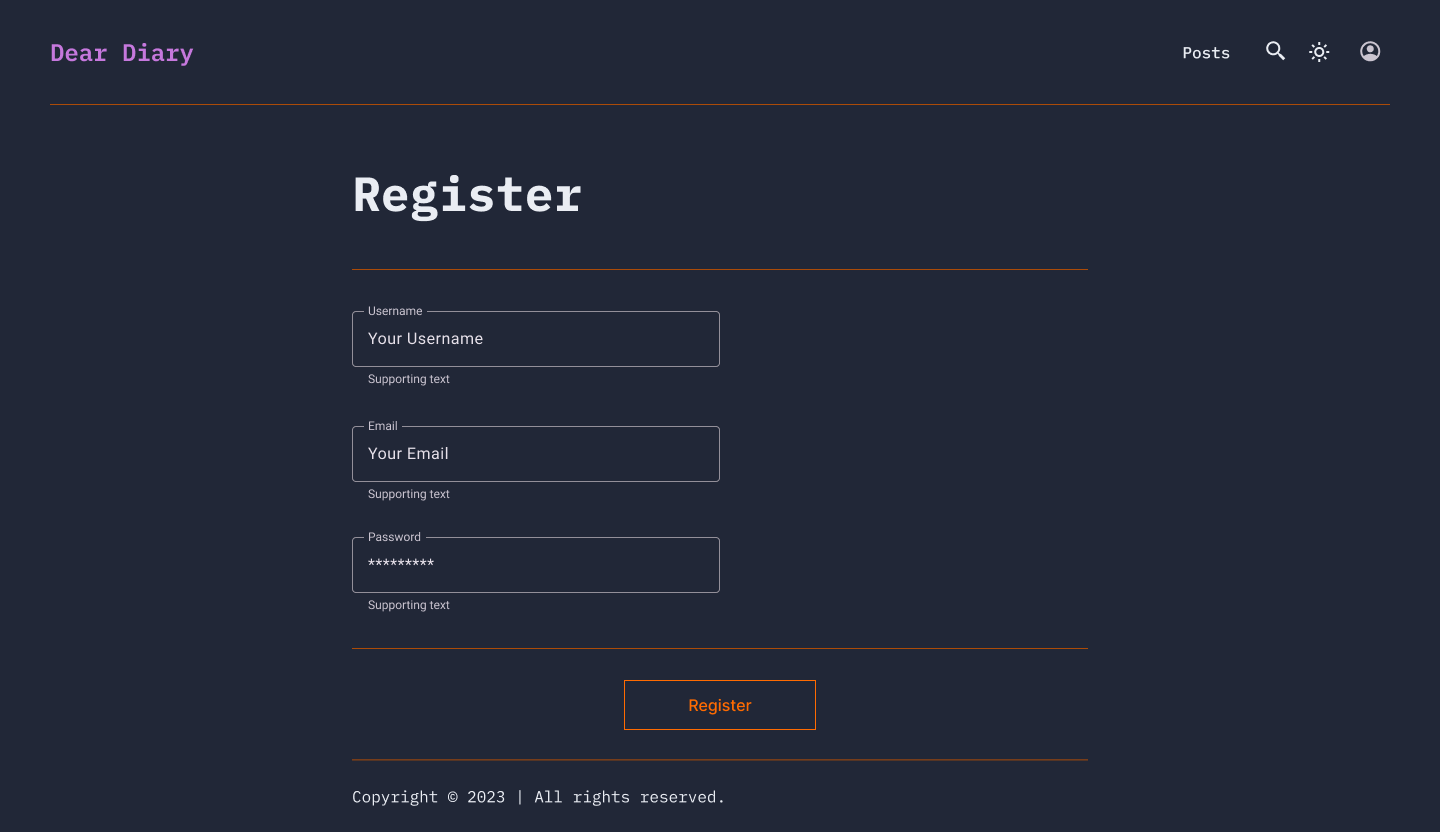 Dear Diary
Posts
Register
Username
Your Username
Supporting text
Email
Your Email
Supporting text
Password
*********
Supporting text
Register
Copyright © 2023 | All rights reserved.